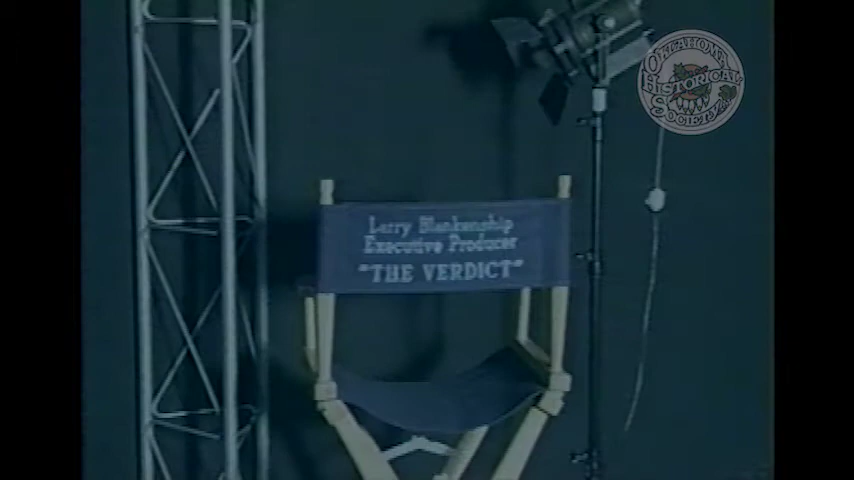 OKLAHOMA
HISTORICAL
SOCIETY
Larry Blankenship
Executive Producer
"THE VERDICT"